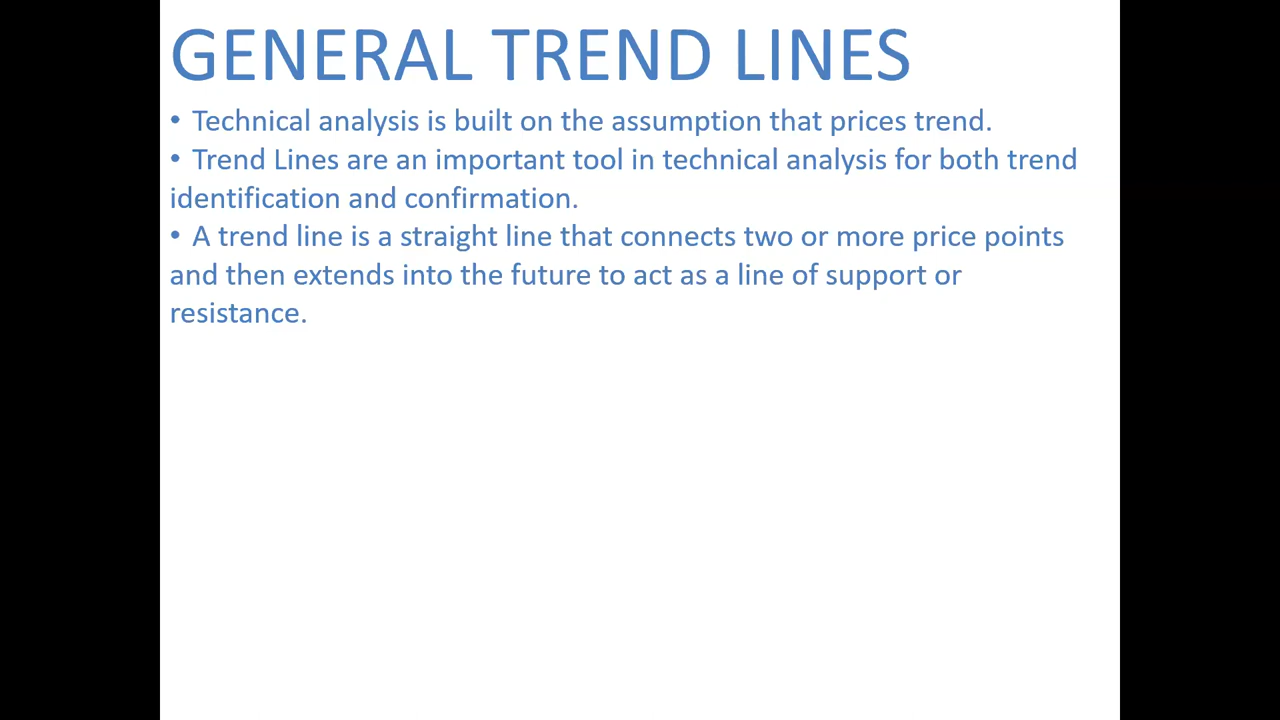 GENERAL TREND LINES
• Technical analysis is built on the assumption that prices trend.
• Trend Lines are an important tool in technical analysis for both trend
identification and confirmation.
• A trend line is a straight line that connects two or more price points
and then extends into the future to act as a line of support or
resistance.